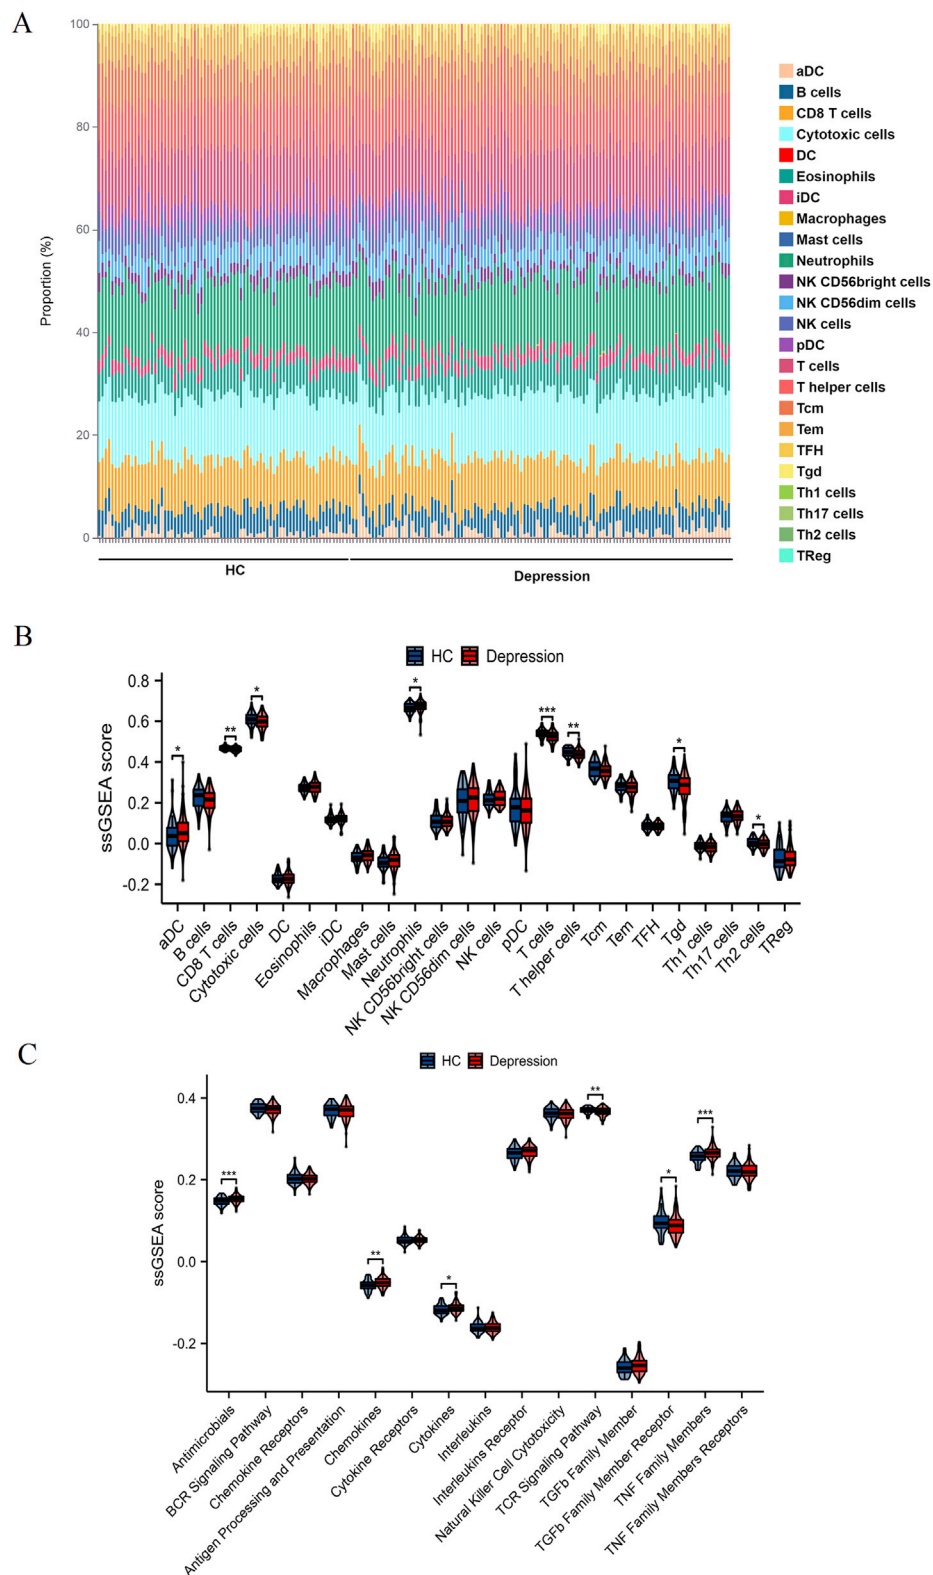 A
100
80
60
40
20
0
Proportion (%)
HC
Depression
aDC
B cells
CD8 T cells
Cytotoxic cells
DC
Eosinophils
iDC
Macrophages
Mast cells
Neutrophils
NK CD56bright cells
NK CD56dim cells
NK cells
pDC
T cells
T helper cells
Tcm
Tem
TFH
Tgd
Th1 cells
Th17 cells
Th2 cells
TReg
B
HC Depression
0.8
0.6
0.4
0.2
0.0
-0.2
ssGSEA score
*
**
*
*
***
**
*
*
aDC
B cells
CD8 T cells
Cytotoxic cells
DC
Eosinophils
iDC
Macrophages
Mast cells
Neutrophils
NK CD56bright cells
NK CD56dim cells
NK cells
pDC
T cells
T helper cells
Tcm
Tem
TFH
Tgd
Th1 cells
Th17 cells
Th2 cells
TReg
C
HC Depression
0.4
0.2
0.0
-0.2
ssGSEA score
***
**
*
**
*
***
Antimicrobials
BCR Signaling Pathway
Chemokine Receptors
Antigen Processing and Presentation
Chemokines
Cytokine Receptors
Cytokines
Interleukins
Interleukins Receptor
Natural Killer Cell Cytotoxicity
TCR Signaling Pathway
TGFb Family Member
TGFb Family Member Receptor
TNF Family Members
TNF Family Members Receptors